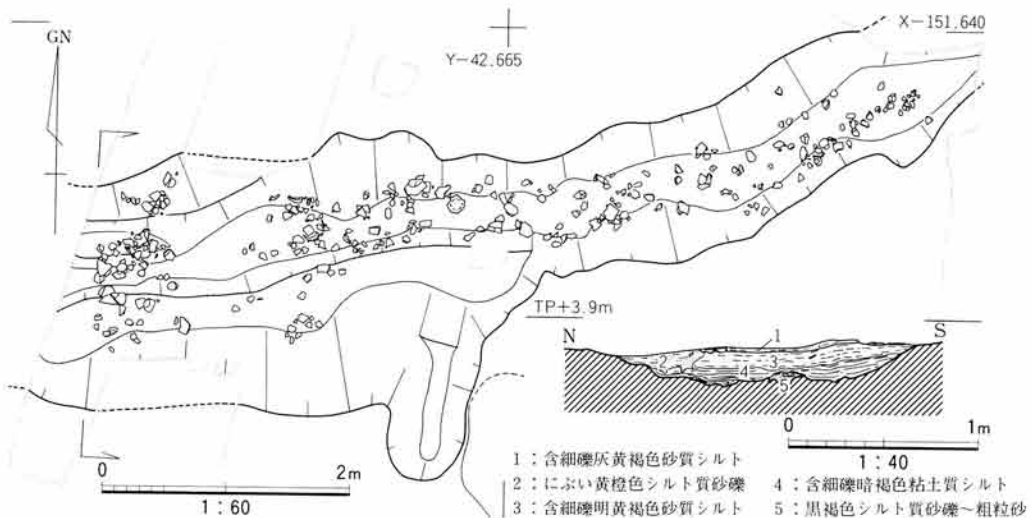 GN
X-151.640
Y-42.665
TP+3.9m
N
S
1
2
3
4
5
0
2m
1:60
0
1m
1:40
1：含細礫灰黄褐色砂質シルト
2：にぶい黄橙色シルト質砂礫
3：含細礫明黄褐色砂質シルト
4：含細礫暗褐色粘土質シルト
5：黒褐色シルト質砂礫～粗粒砂